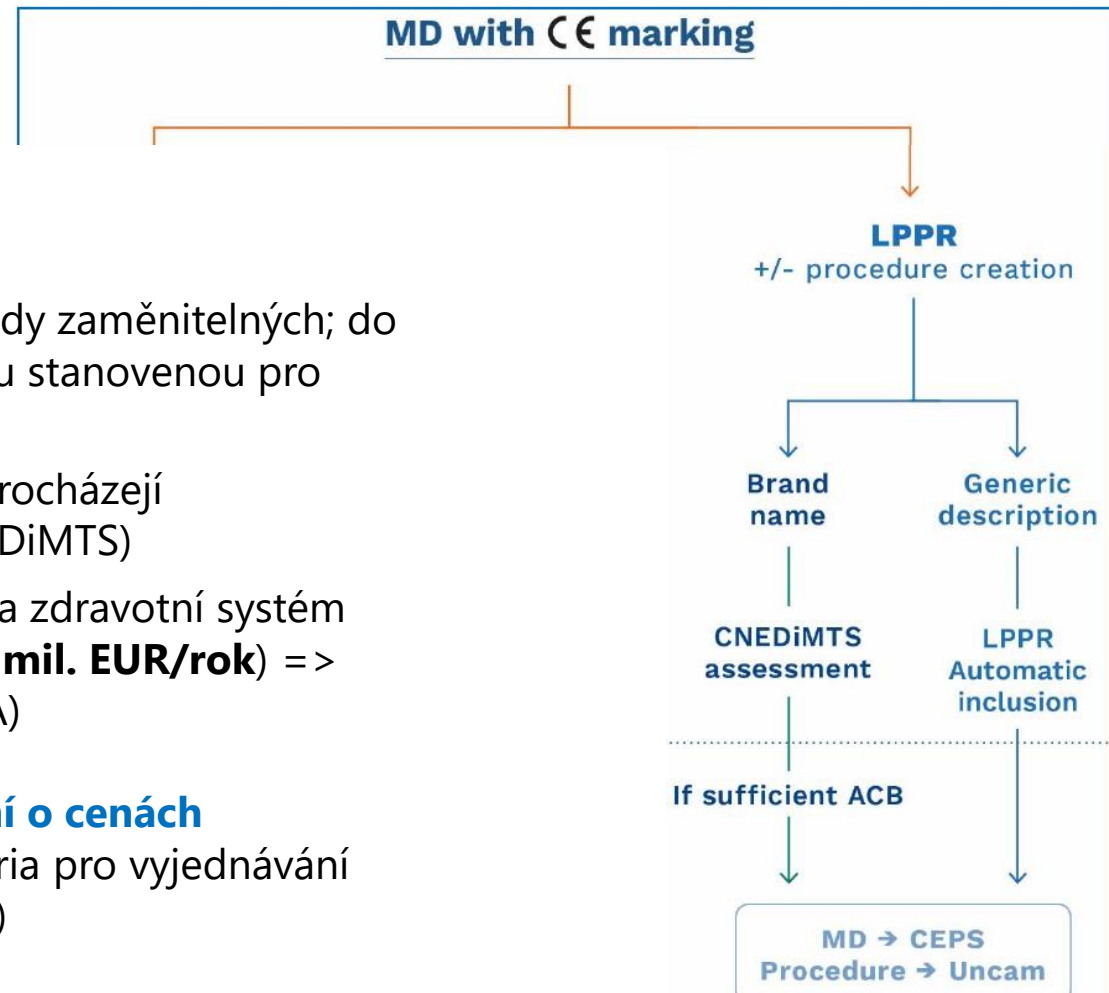 MD with CE marking
LPPR
+/- procedure creation
dy zaměnitelných; do
u stanovenou pro
rocházejí
DiMTS)
a zdravotní systém
mil. EUR/rok) =>
A)
í o cenách
ria pro vyjednávání
)
Brand
name
Generic
description
CNEDiMTS
assessment
LPPR
Automatic
inclusion
If sufficient ACB
MD → CEPS
Procedure → Uncam